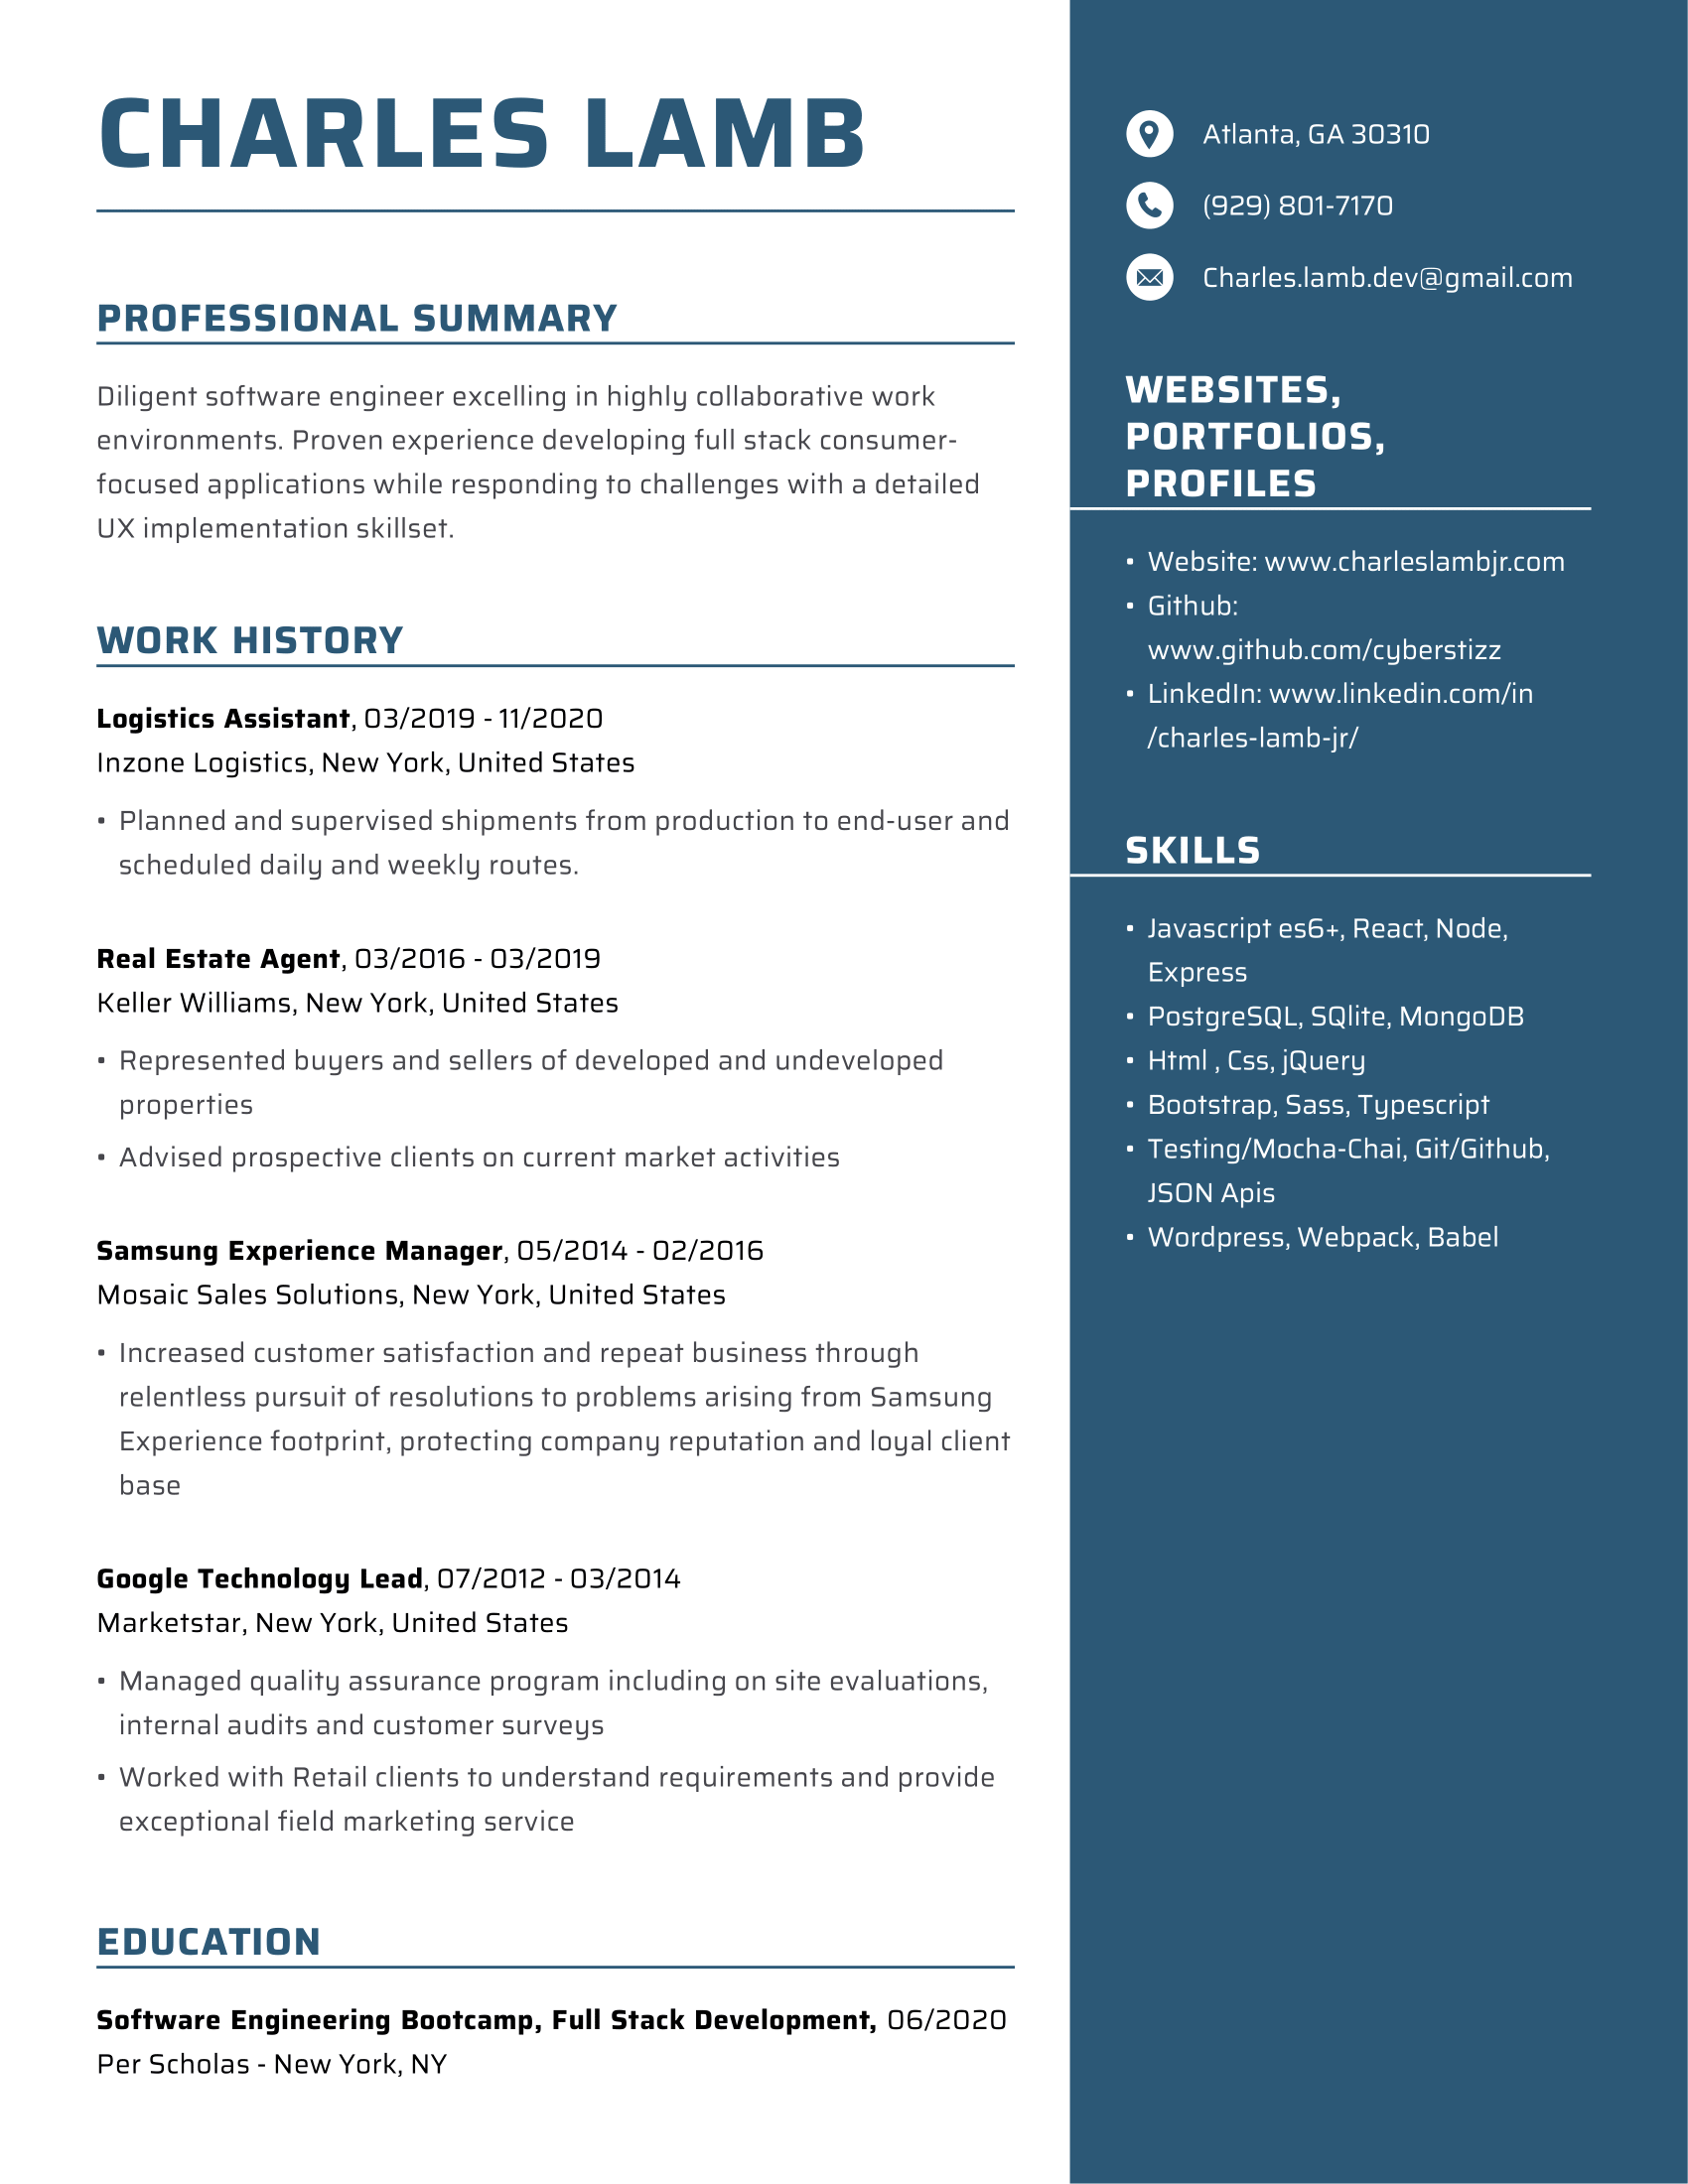 CHARLES LAMB
PROFESSIONAL SUMMARY
Diligent software engineer excelling in highly collaborative work
environments. Proven experience developing full stack consumer-
focused applications while responding to challenges with a detailed
UX implementation skillset.
WORK HISTORY
Logistics Assistant, 03/2019 - 11/2020
Inzone Logistics, New York, United States
• Planned and supervised shipments from production to end-user and
scheduled daily and weekly routes.
Real Estate Agent, 03/2016 - 03/2019
Keller Williams, New York, United States
• Represented buyers and sellers of developed and undeveloped
properties
• Advised prospective clients on current market activities
Samsung Experience Manager, 05/2014 - 02/2016
Mosaic Sales Solutions, New York, United States
• Increased customer satisfaction and repeat business through
relentless pursuit of resolutions to problems arising from Samsung
Experience footprint, protecting company reputation and loyal client
base
Google Technology Lead, 07/2012 - 03/2014
Marketstar, New York, United States
• Managed quality assurance program including on site evaluations,
internal audits and customer surveys
• Worked with Retail clients to understand requirements and provide
exceptional field marketing service
EDUCATION
Software Engineering Bootcamp, Full Stack Development, 06/2020
Per Scholas - New York, NY
Atlanta, GA 30310
(929) 801-7170
Charles.lamb.dev@gmail.com
WEBSITES,
PORTFOLIOS,
PROFILES
• Website: www.charleslambjr.com
• Github:
www.github.com/cyberstizz
• LinkedIn: www.linkedin.com/in
/charles-lamb-jr/
SKILLS
• Javascript es6+, React, Node,
Express
• PostgreSQL, SQlite, MongoDB
• Html , Css, jQuery
• Bootstrap, Sass, Typescript
• Testing/Mocha-Chai, Git/Github,
JSON Apis
• Wordpress, Webpack, Babel